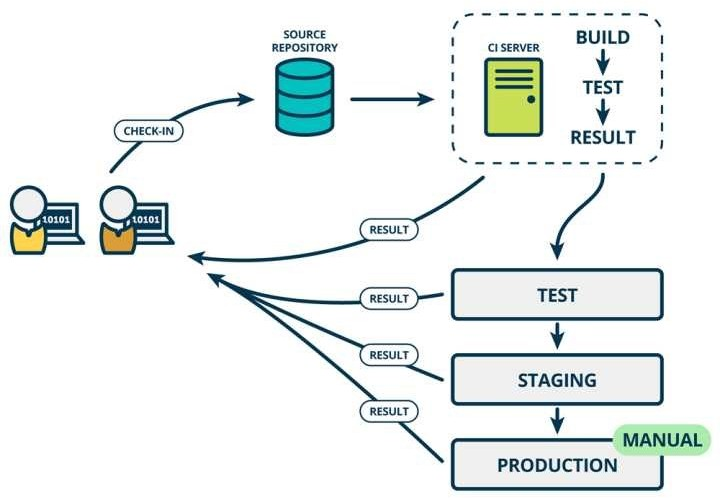 SOURCE
REPOSITORY
CI SERVER
BUILD
TEST
RESULT
CHECK-IN
10101
10101
RESULT
RESULT
TEST
RESULT
STAGING
RESULT
MANUAL
PRODUCTION